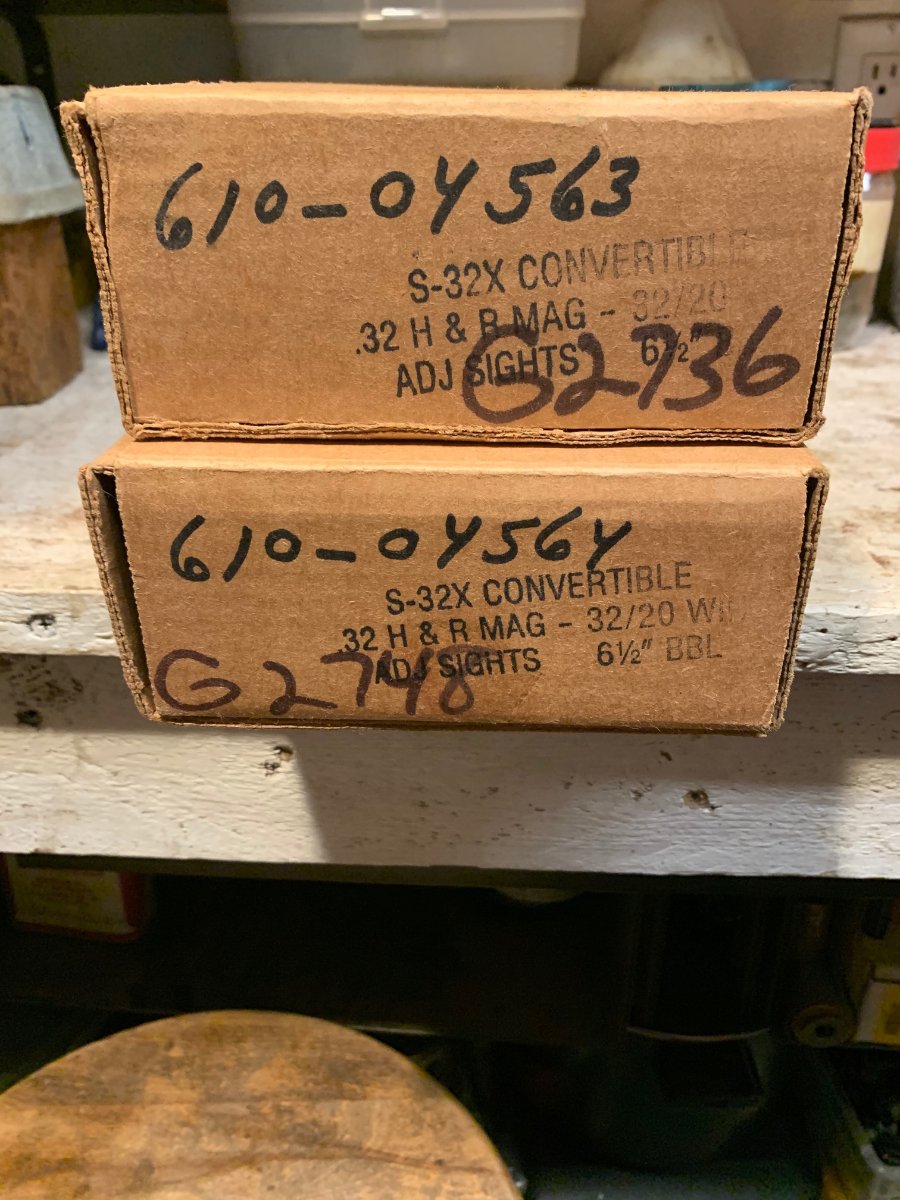 610-04563
S-32X CONVERTIBLE
.32 H & R MAG - 32/20
ADJ SIGHTS 6½"
G2736
610-04564
S-32X CONVERTIBLE
.32 H & R MAG - 32/20
ADJ SIGHTS 6½" BBL
G2748